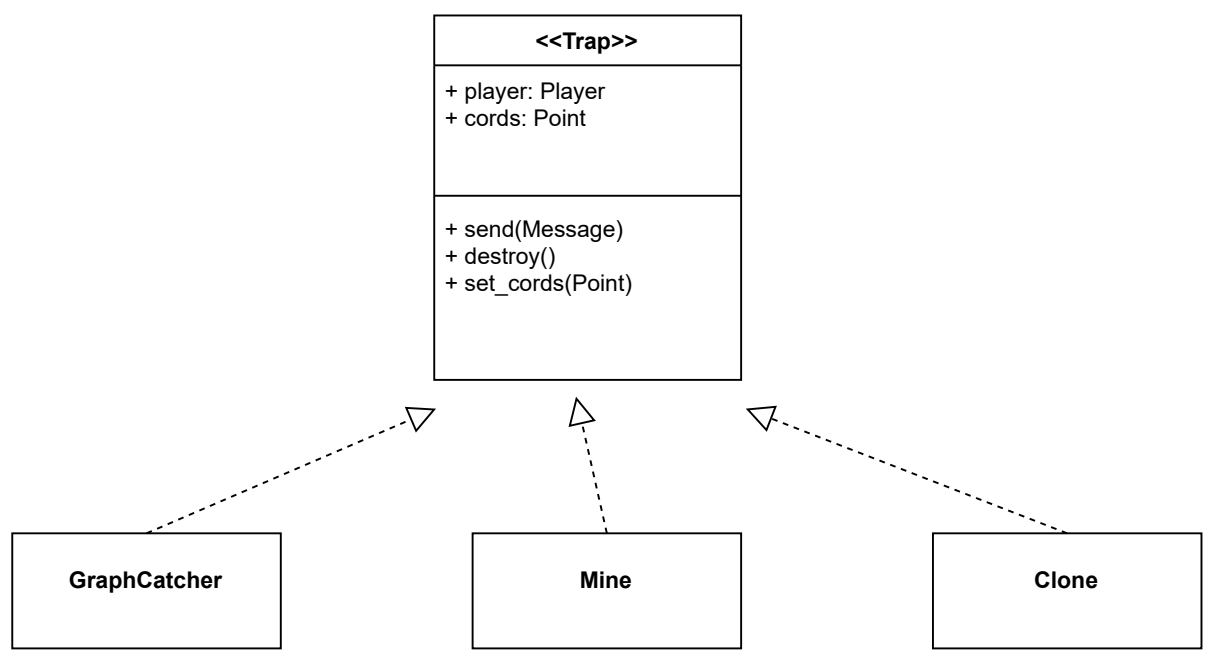 <<Trap>>
+ player: Player
+ cords: Point
+ send(Message)
+ destroy()
+ set_cords(Point)
GraphCatcher
Mine
Clone